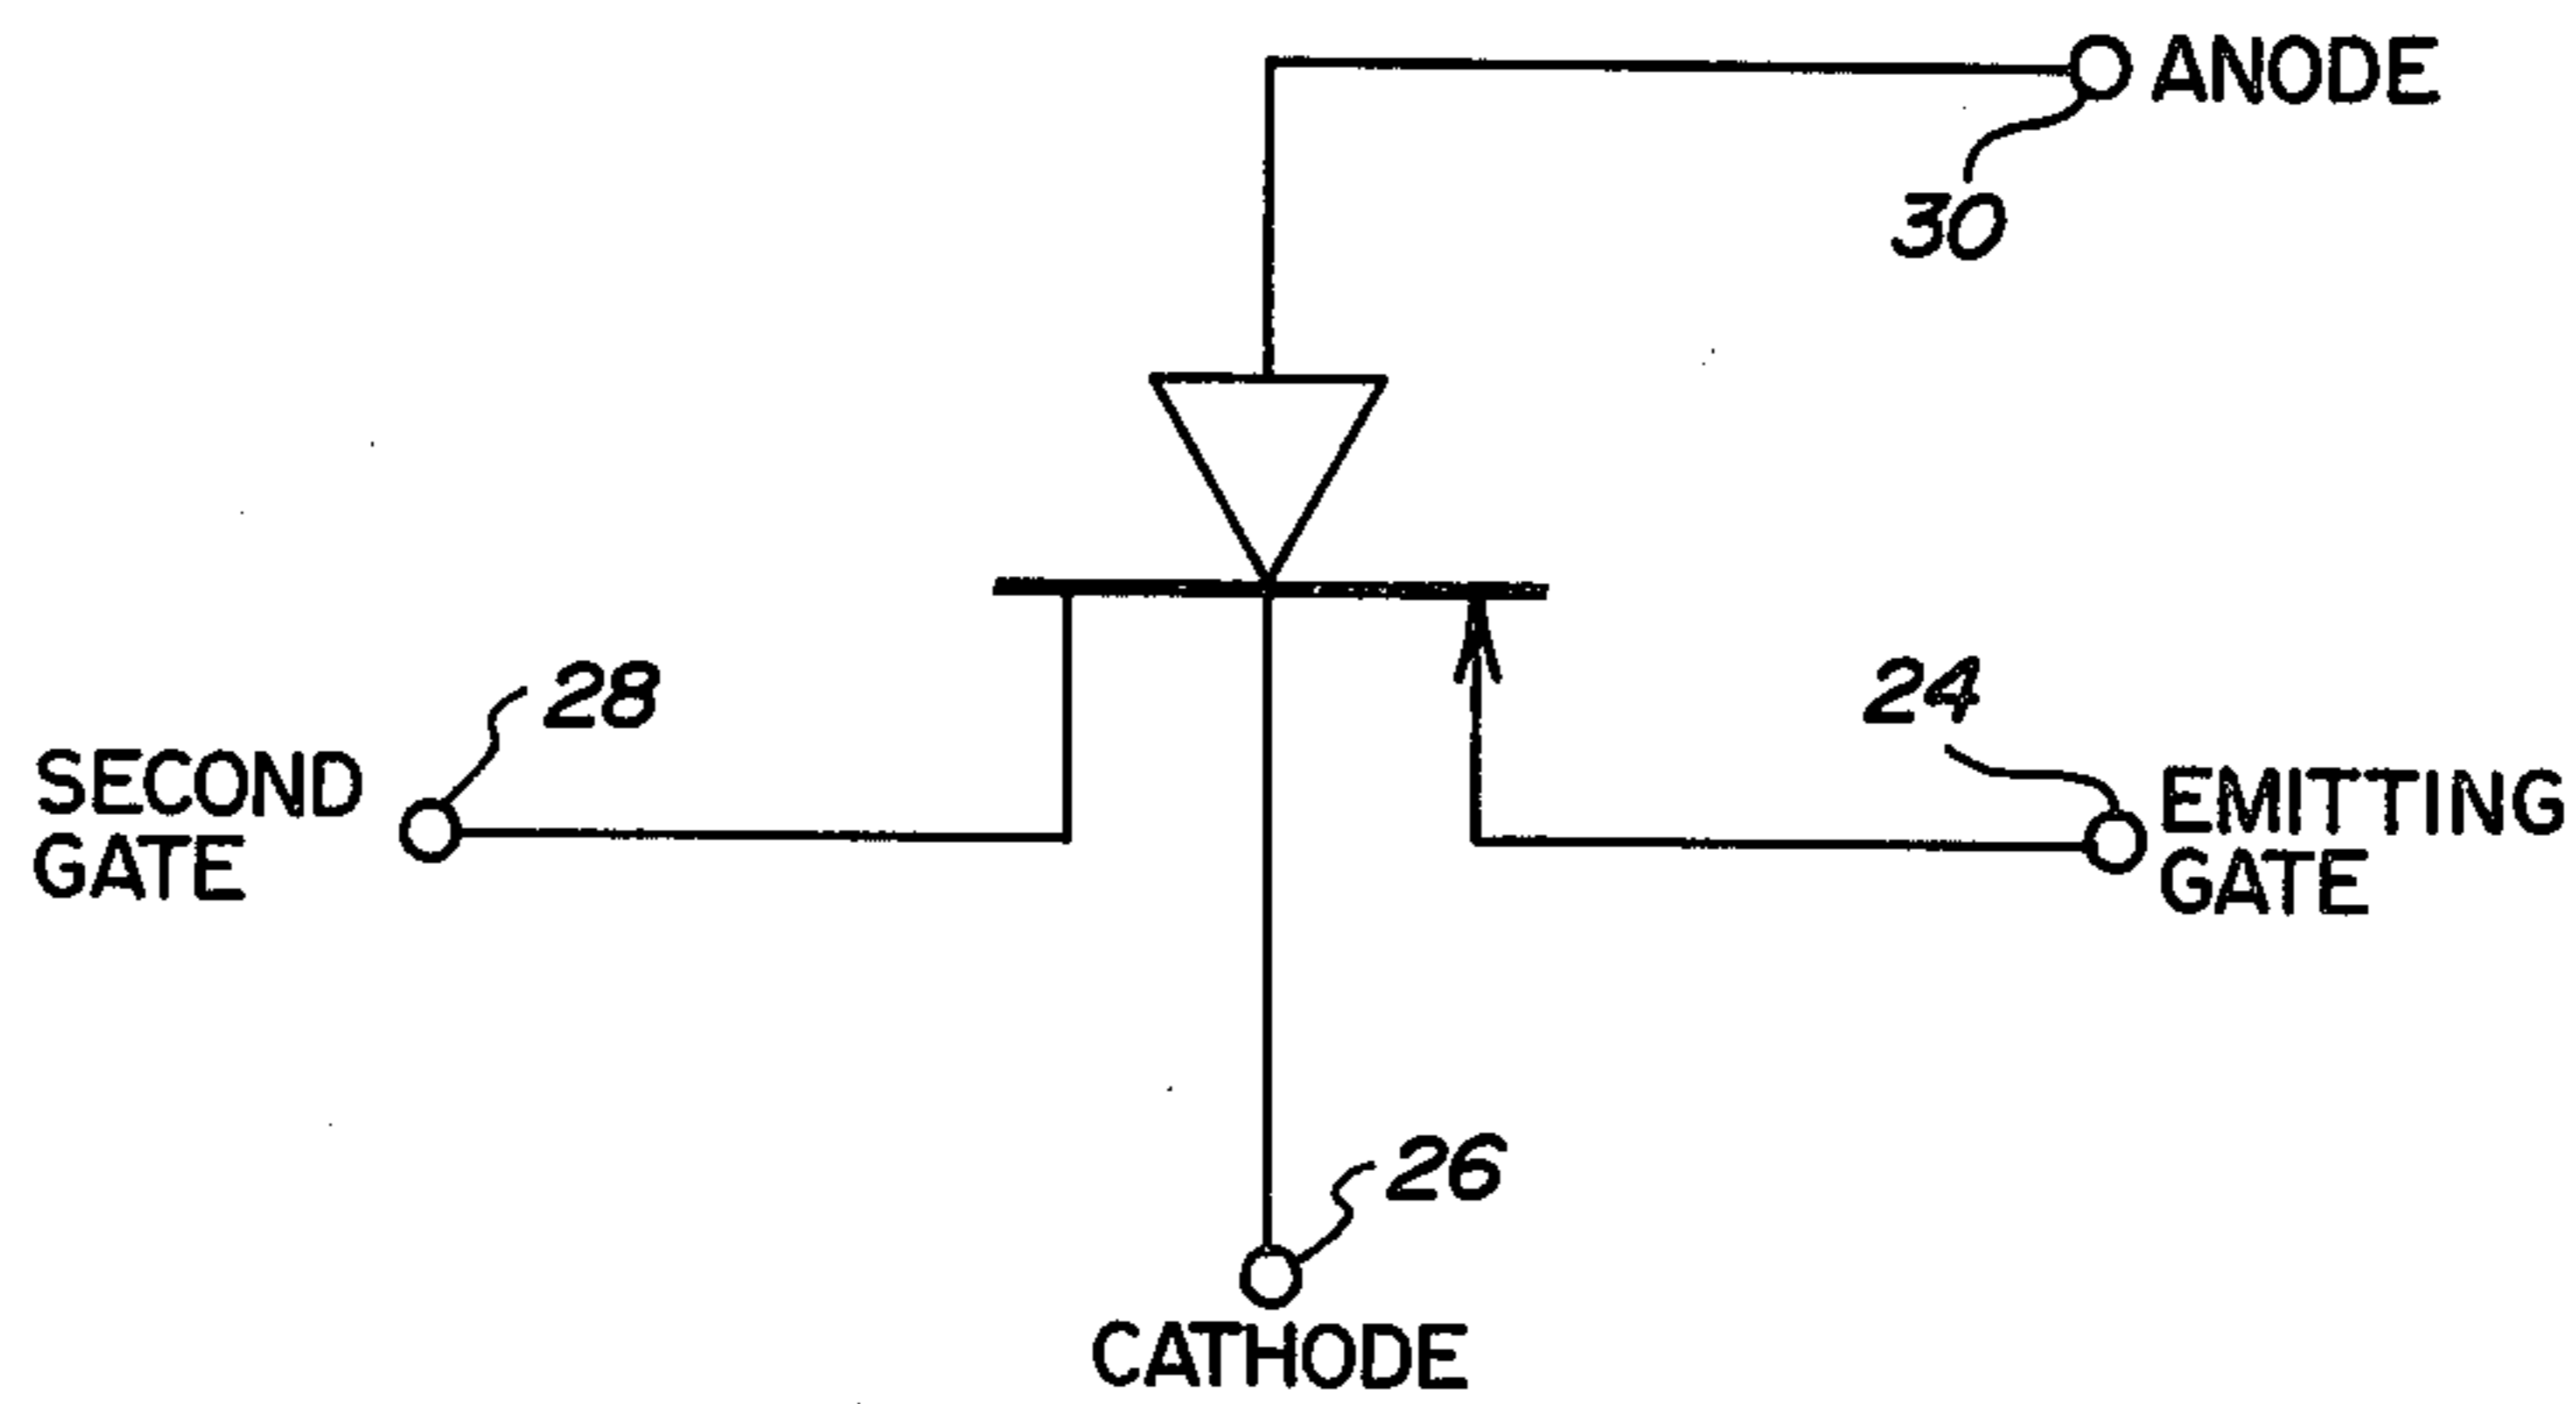 ANODE
30
28
24
SECOND
GATE
EMITTING
GATE
26
CATHODE